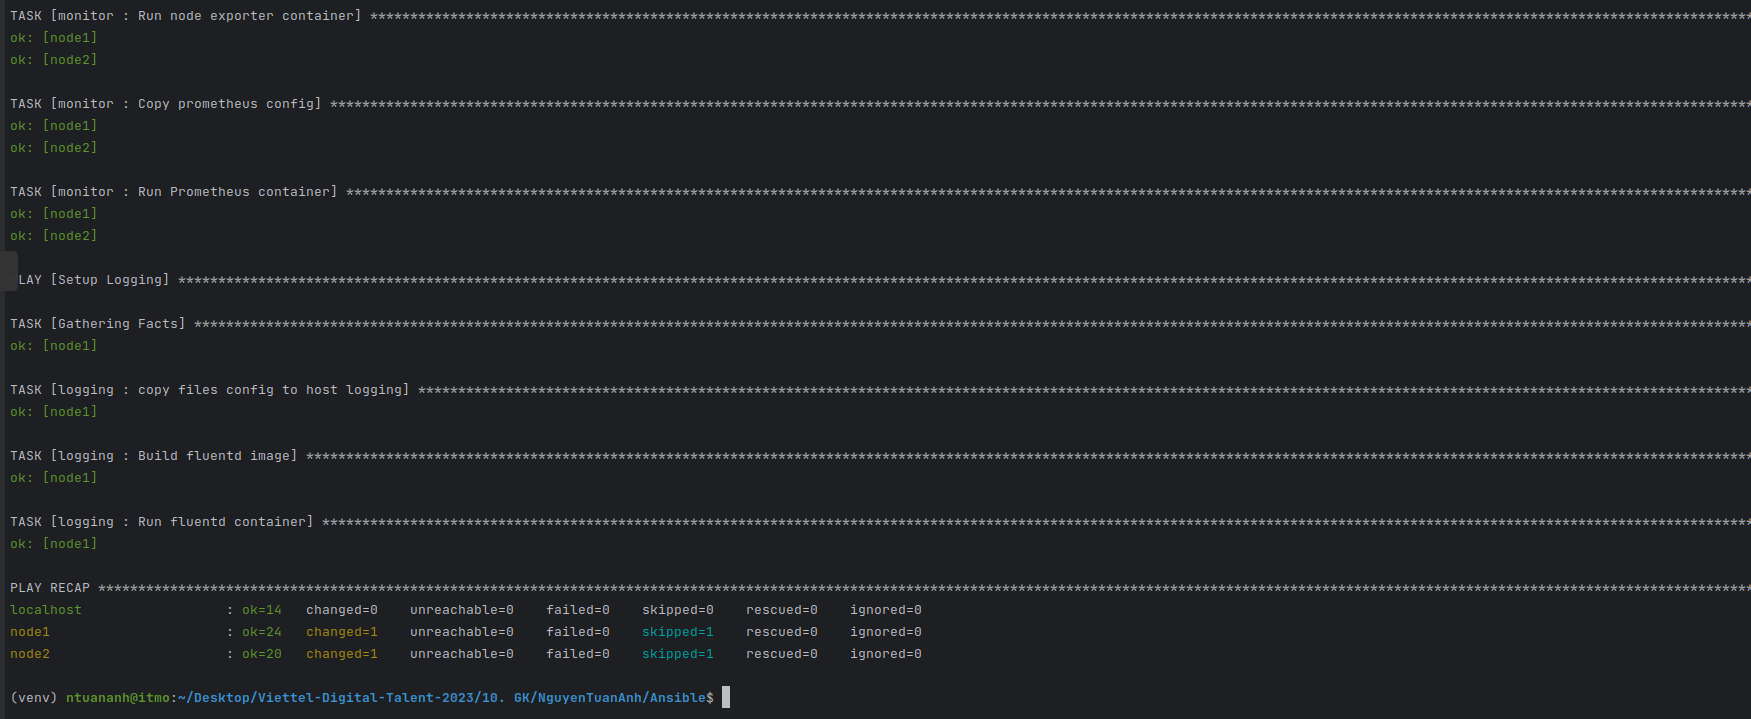 TASK [monitor : Run node exporter container] ******************************************************************************************************************************************************************************
ok: [node1]
ok: [node2]
TASK [monitor : Copy prometheus config] ***********************************************************************************************************************************************************************************
ok: [node1]
ok: [node2]
TASK [monitor : Run Prometheus container] *********************************************************************************************************************************************************************************
ok: [node1]
ok: [node2]
LAY [Setup Logging] ******************************************************************************************************************************************************************************************************
TASK [Gathering Facts] ****************************************************************************************************************************************************************************************************
ok: [node1]
TASK [logging : copy files config to host logging] ************************************************************************************************************************************************************************
ok: [node1]
TASK [logging : Build fluentd image] **************************************************************************************************************************************************************************************
ok: [node1]
TASK [logging : Run fluentd container] ************************************************************************************************************************************************************************************
ok: [node1]
PLAY RECAP ****************************************************************************************************************************************************************************************************************
localhost                  : ok=14   changed=0    unreachable=0    failed=0    skipped=0    rescued=0    ignored=0
node1                      : ok=24   changed=1    unreachable=0    failed=0    skipped=1    rescued=0    ignored=0
node2                      : ok=20   changed=1    unreachable=0    failed=0    skipped=1    rescued=0    ignored=0
(venv) ntuananh@itmo:~/Desktop/Viettel-Digital-Talent-2023/10. GK/NguyenTuanAnh/Ansible$